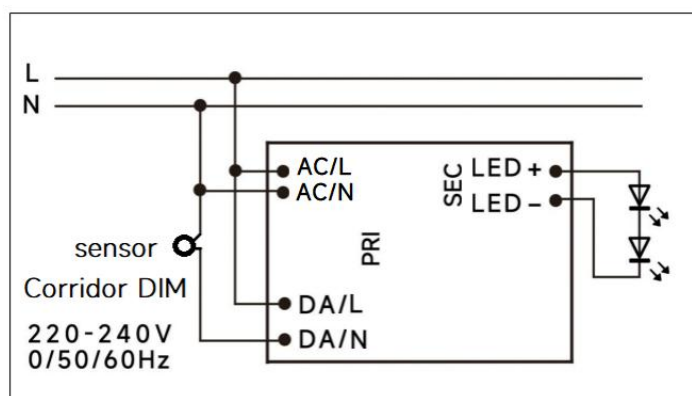 L
N
AC/L
AC/N
LED +
LED −
SEC
PRI
sensor
Corridor DIM
220-240V
0/50/60Hz
DA/L
DA/N